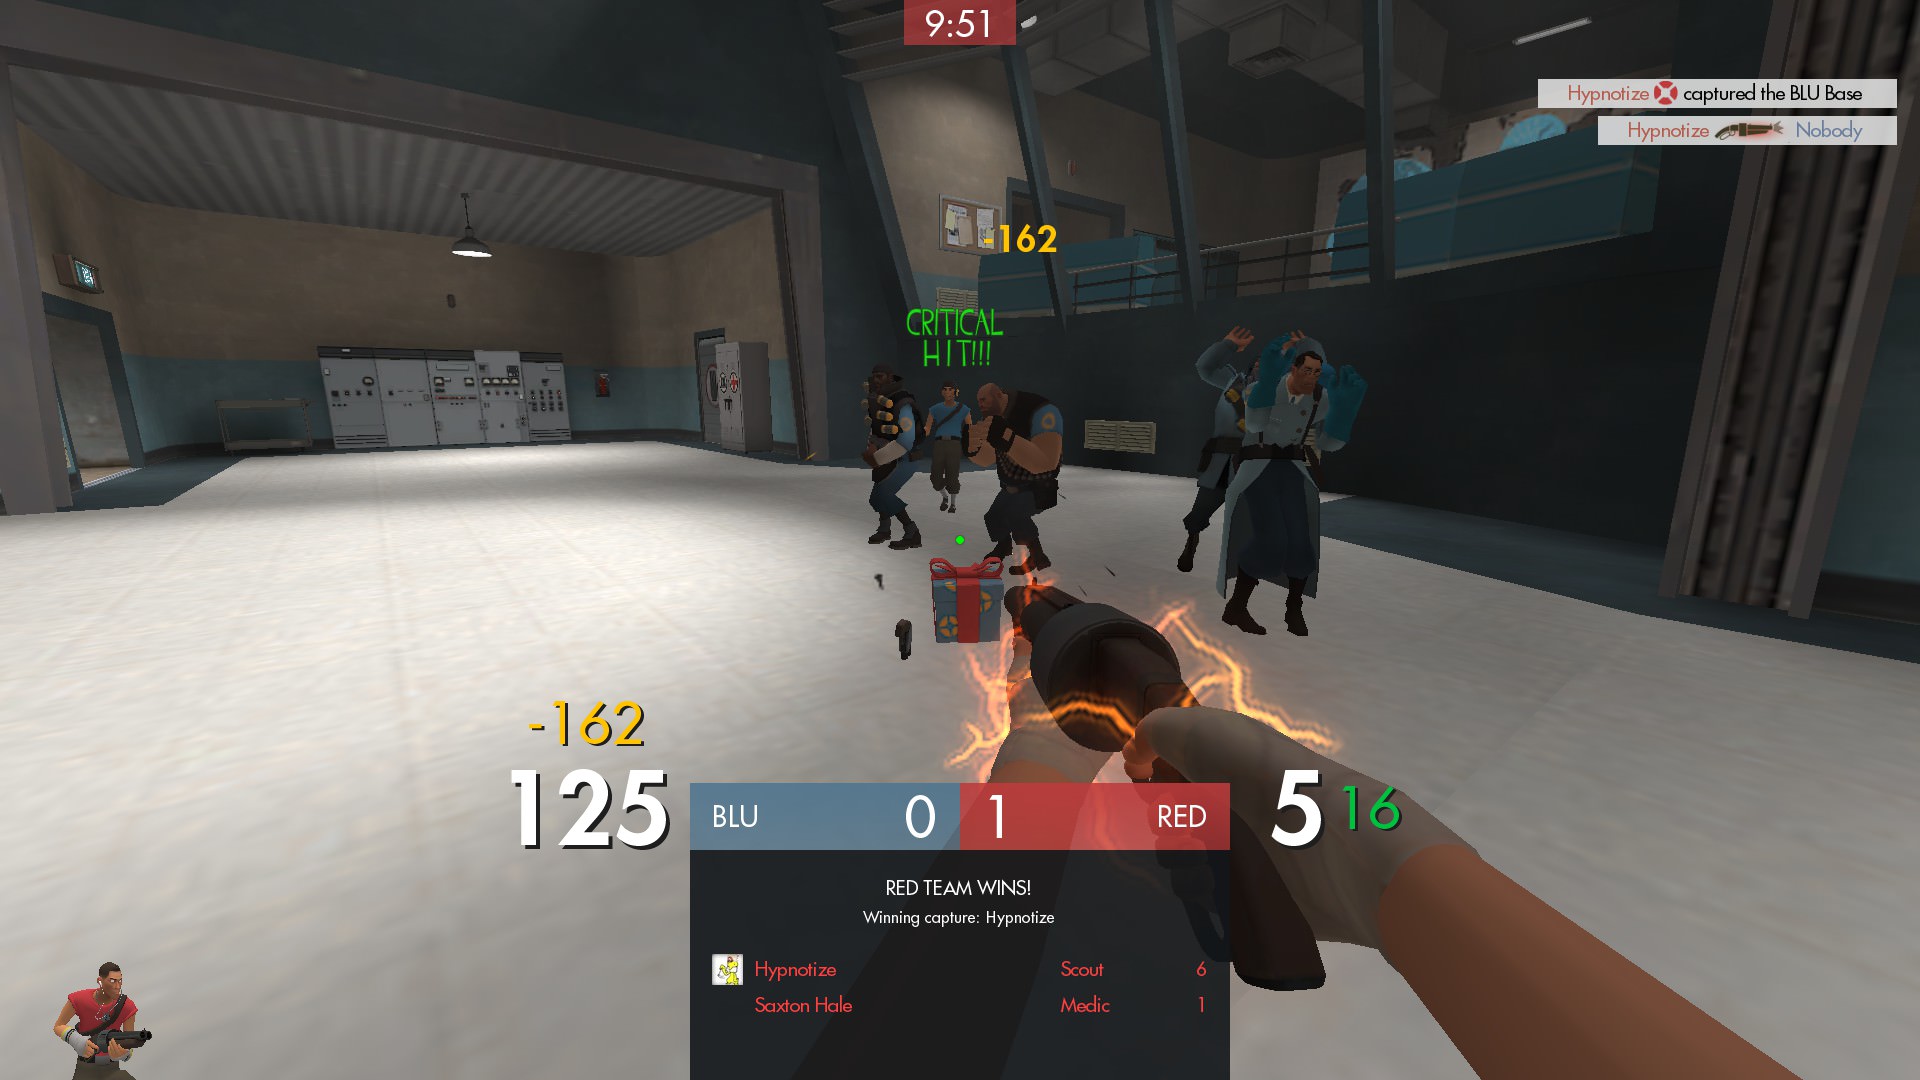 9:51
Hypnotize captured the BLU Base
Hypnotize Nobody
-162
CRITICAL
HIT!!!
-162
125
BLU 0 1 RED
5 16
RED TEAM WINS!
Winning capture: Hypnotize
Hypnotize Scout 6
Saxton Hale Medic 1